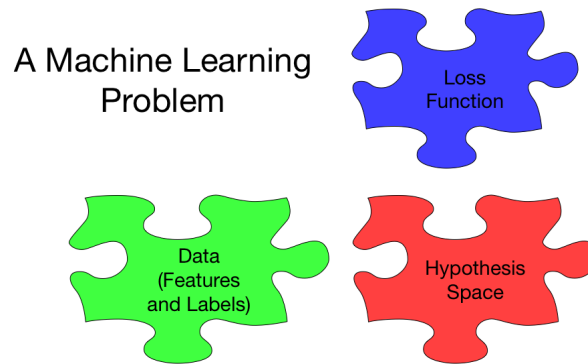 A Machine Learning
Problem
Loss
Function
Data
(Features
and Labels)
Hypothesis
Space